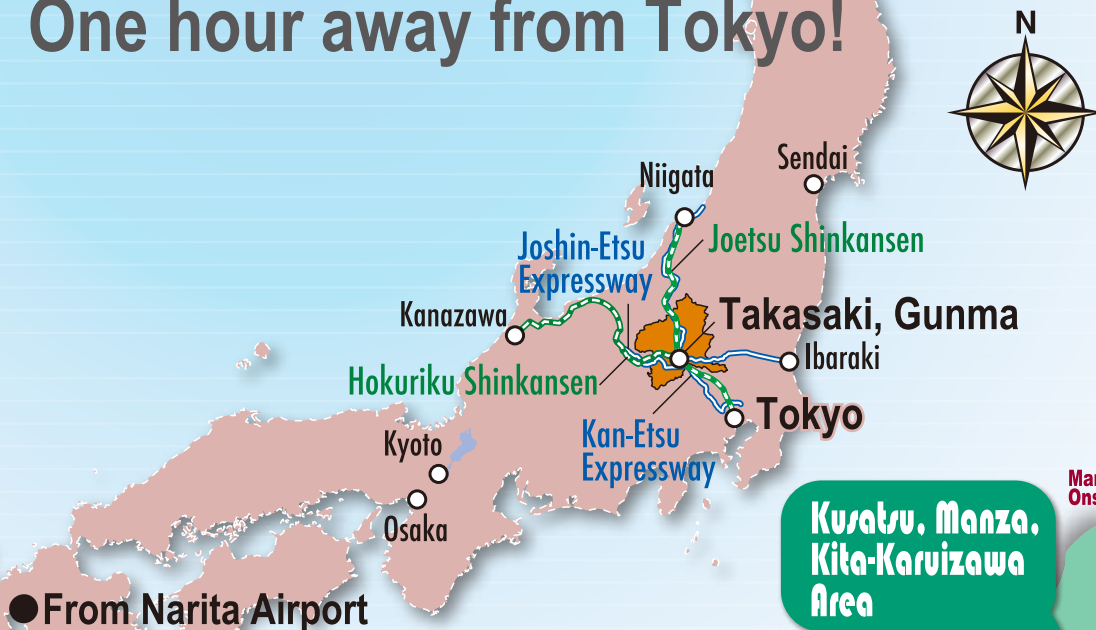 One hour away from Tokyo!
N
Sendai
Niigata
Joetsu Shinkansen
Joshin-Etsu
Expressway
Kanazawa
Takasaki, Gunma
Ibaraki
Hokuriku Shinkansen
Tokyo
Kan-Etsu
Expressway
Kyoto
Osaka
Kusatsu, Manza,
Kita-Karuizawa
Area
From Narita Airport